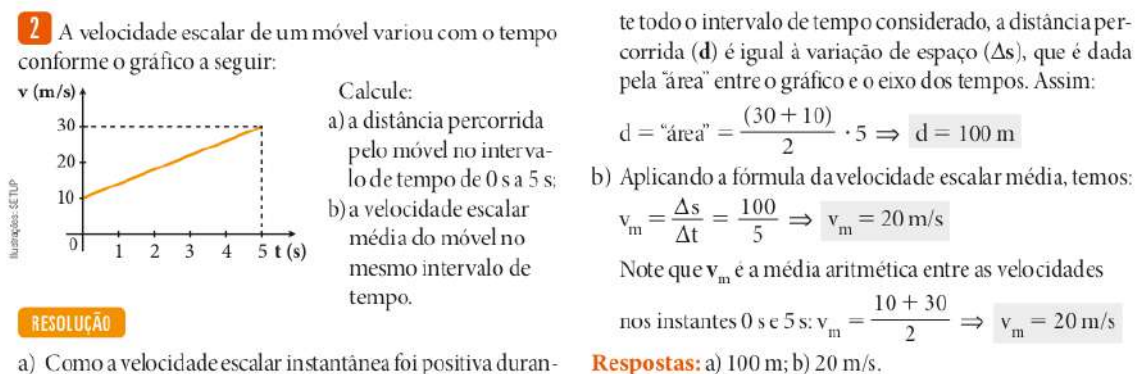 2 A velocidade escalar de um móvel variou com o tempo
conforme o gráfico a seguir:
v (m/s)
30
20
10
0
1 2 3 4 5 t (s)
Ilustrações: SETUP
Calcule:
a) a distância percorrida
pelo móvel no interva-
lo de tempo de 0 s a 5 s;
b) a velocidade escalar
média do móvel no
mesmo intervalo de
tempo.
RESOLUÇÃO
a) Como a velocidade escalar instantânea foi positiva duran-
te todo o intervalo de tempo considerado, a distância per-
corrida (d) é igual à variação de espaço (Δs), que é dada
pela “área” entre o gráfico e o eixo dos tempos. Assim:
d = “área” = (30 + 10)/2 · 5 ⇒ d = 100 m
b) Aplicando a fórmula da velocidade escalar média, temos:
v_m = Δs/Δt = 100/5 ⇒ v_m = 20 m/s
Note que v_m é a média aritmética entre as velocidades
nos instantes 0 s e 5 s: v_m = (10 + 30)/2 ⇒ v_m = 20 m/s
Respostas: a) 100 m; b) 20 m/s.